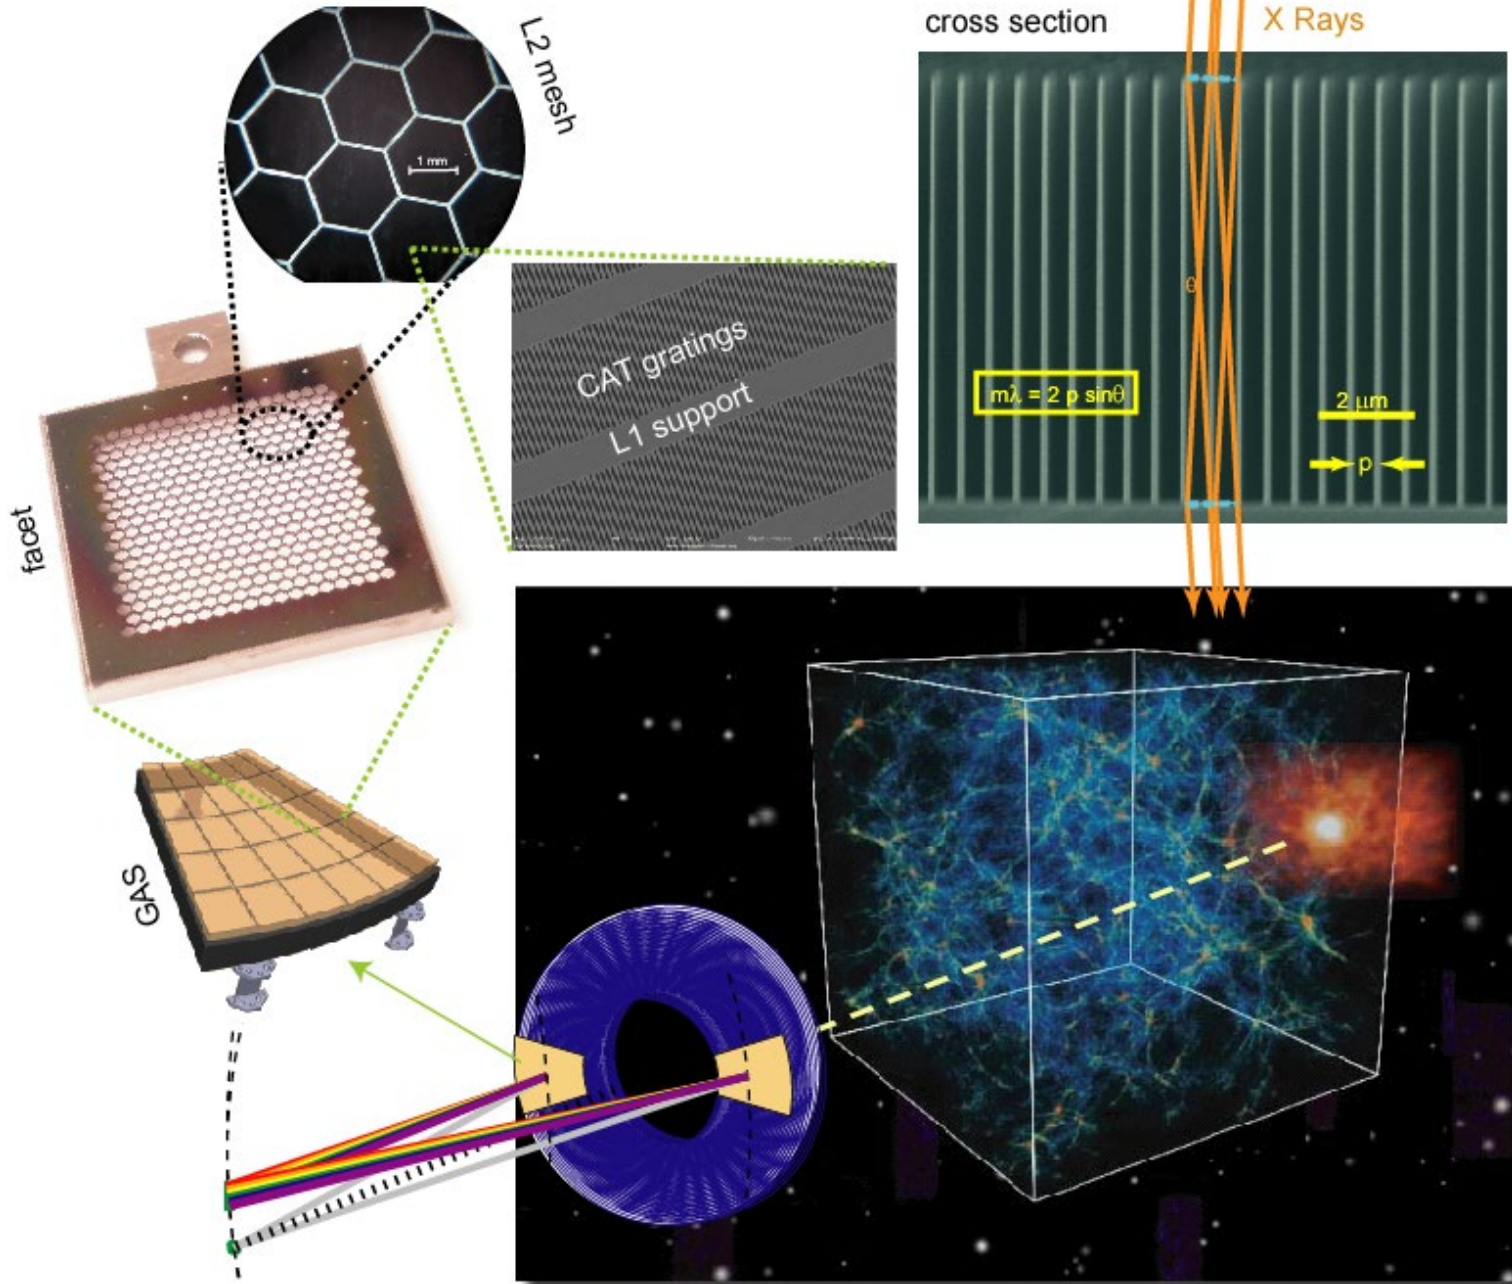 cross section
X Rays
L2 mesh
1 mm
CAT gratings
L1 support
θ
mλ = 2 p sinθ
2 μm
p
facet
GAS